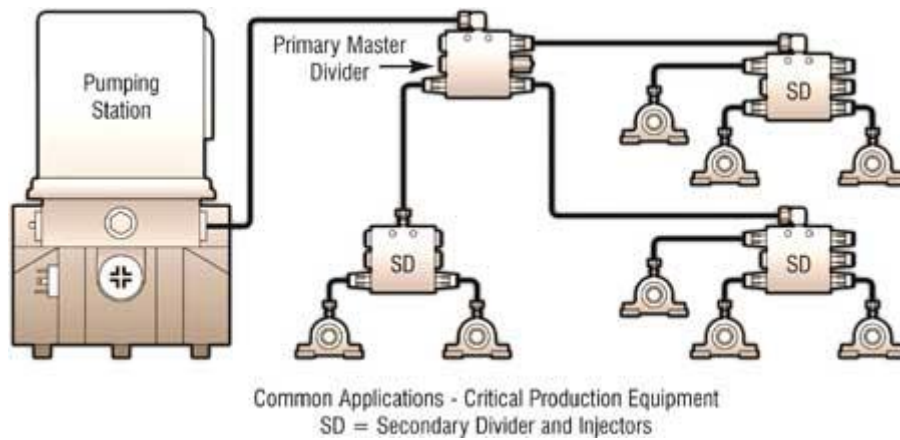 Pumping
Station
Primary Master
Divider
SD
SD
SD
Common Applications - Critical Production Equipment
SD = Secondary Divider and Injectors